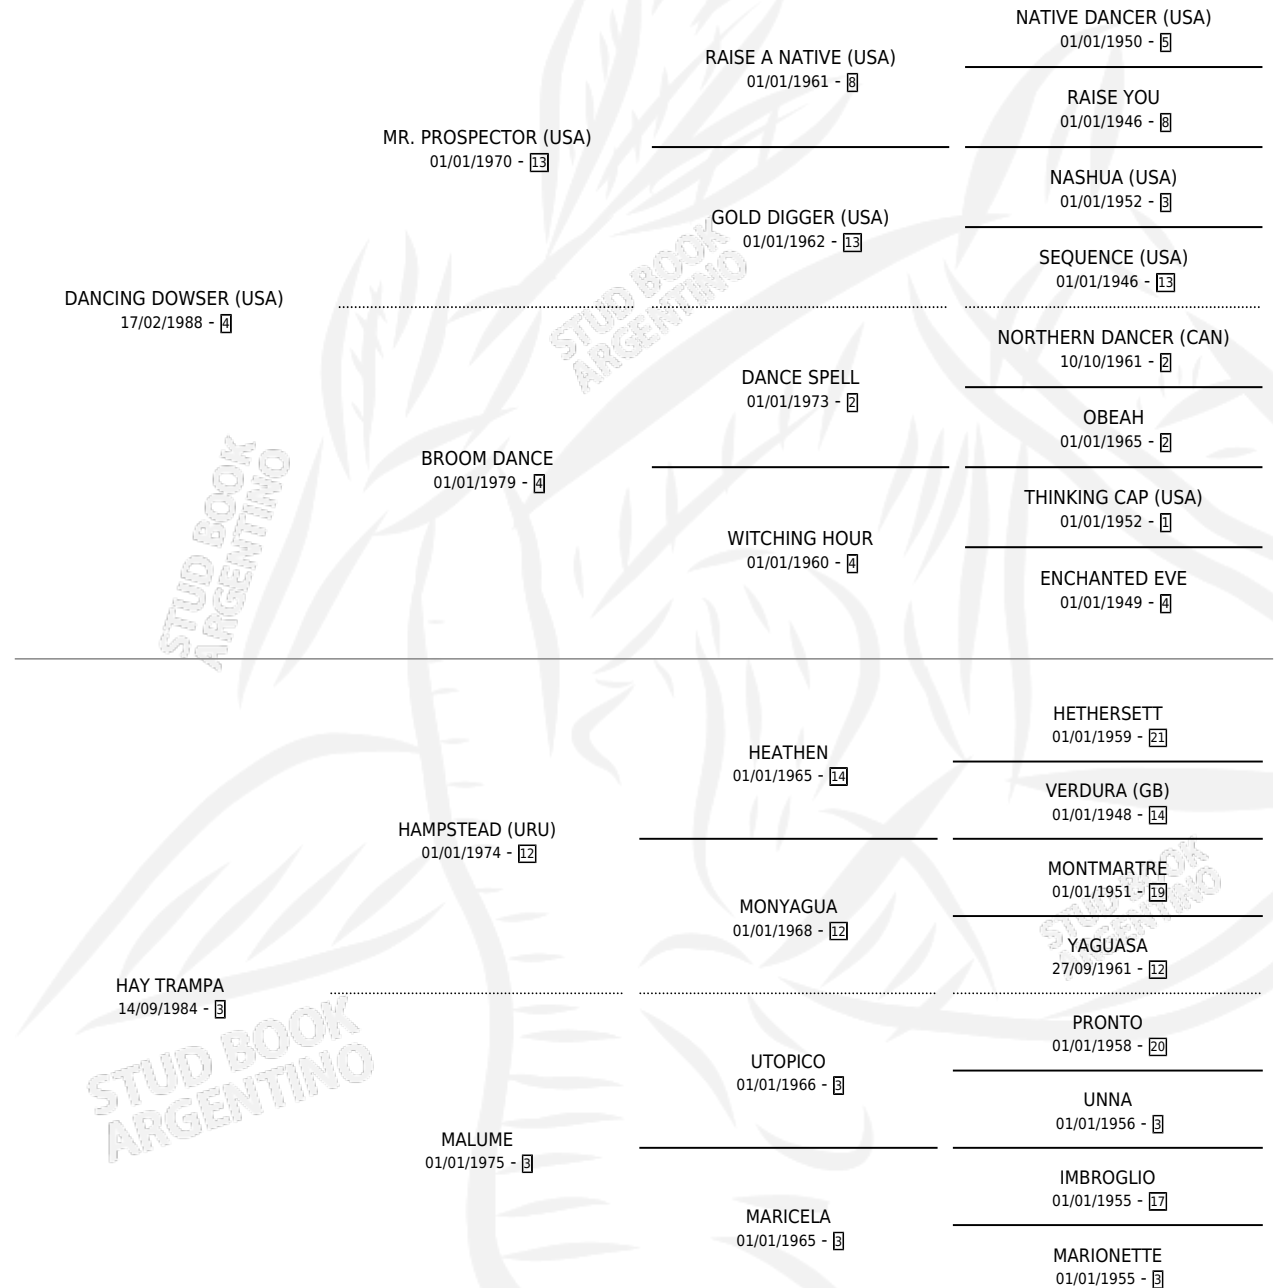 NATIVE DANCER (USA)
01/01/1950 - 5
RAISE A NATIVE (USA)
01/01/1961 - 8
RAISE YOU
01/01/1946 - 8
MR. PROSPECTOR (USA)
01/01/1970 - 13
NASHUA (USA)
01/01/1952 - 3
GOLD DIGGER (USA)
01/01/1962 - 13
SEQUENCE (USA)
01/01/1946 - 13
DANCING DOWSER (USA)
17/02/1988 - 4
STUD BOOK
ARGENTINO
NORTHERN DANCER (CAN)
10/10/1961 - 2
DANCE SPELL
01/01/1973 - 2
OBEAH
01/01/1965 - 2
BROOM DANCE
01/01/1979 - 4
THINKING CAP (USA)
01/01/1952 - 1
WITCHING HOUR
01/01/1960 - 4
ENCHANTED EVE
01/01/1949 - 4
STUD BOOK
ARGENTINO
HETHERSETT
01/01/1959 - 21
HEATHEN
01/01/1965 - 14
VERDURA (GB)
01/01/1948 - 14
HAMPSTEAD (URU)
01/01/1974 - 12
MONTMARTRE
01/01/1951 - 19
MONYAGUA
01/01/1968 - 12
YAGUASA
27/09/1961 - 12
STUD BOOK
ARGENTINO
HAY TRAMPA
14/09/1984 - 3
PRONTO
01/01/1958 - 20
UTOPICO
01/01/1966 - 3
UNNA
01/01/1956 - 3
STUD BOOK
ARGENTINO
MALUME
01/01/1975 - 3
IMBROGLIO
01/01/1955 - 17
MARICELA
01/01/1965 - 3
MARIONETTE
01/01/1955 - 3